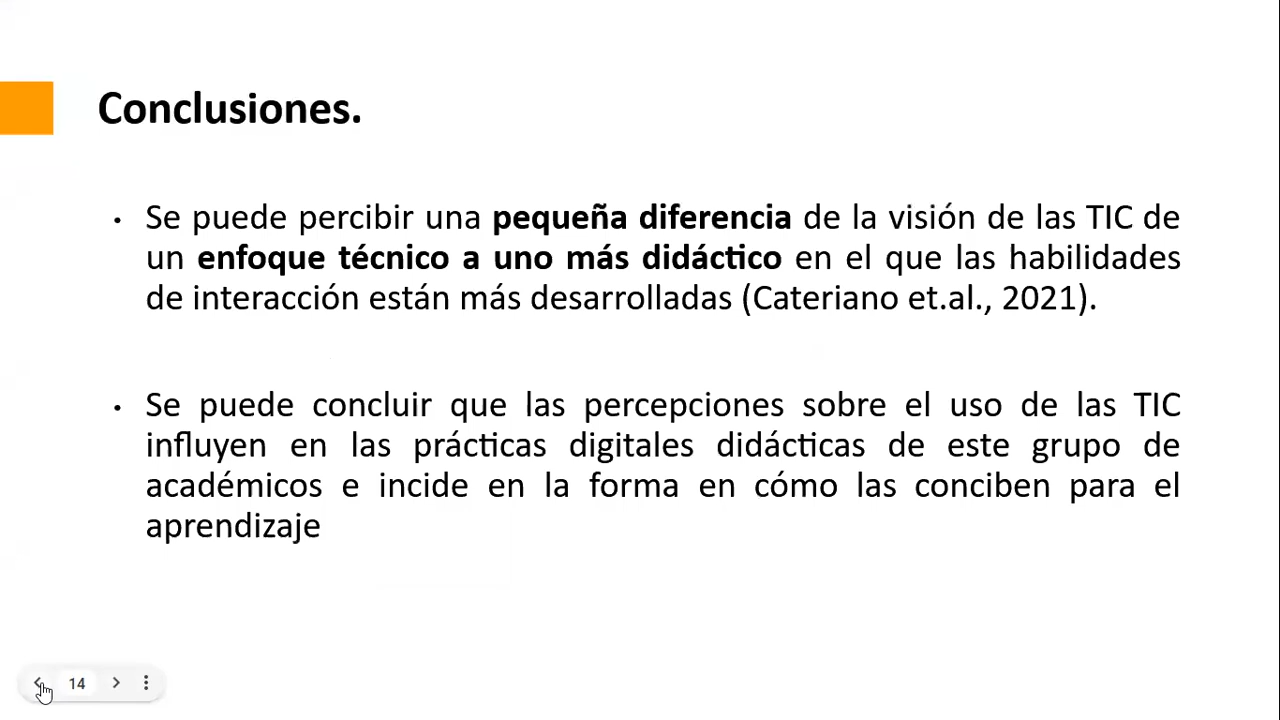 Conclusiones.
• Se puede percibir una pequeña diferencia de la visión de las TIC de
un enfoque técnico a uno más didáctico en el que las habilidades
de interacción están más desarrolladas (Cateriano et.al., 2021).
• Se puede concluir que las percepciones sobre el uso de las TIC
influyen en las prácticas digitales didácticas de este grupo de
académicos e incide en la forma en cómo las conciben para el
aprendizaje
14